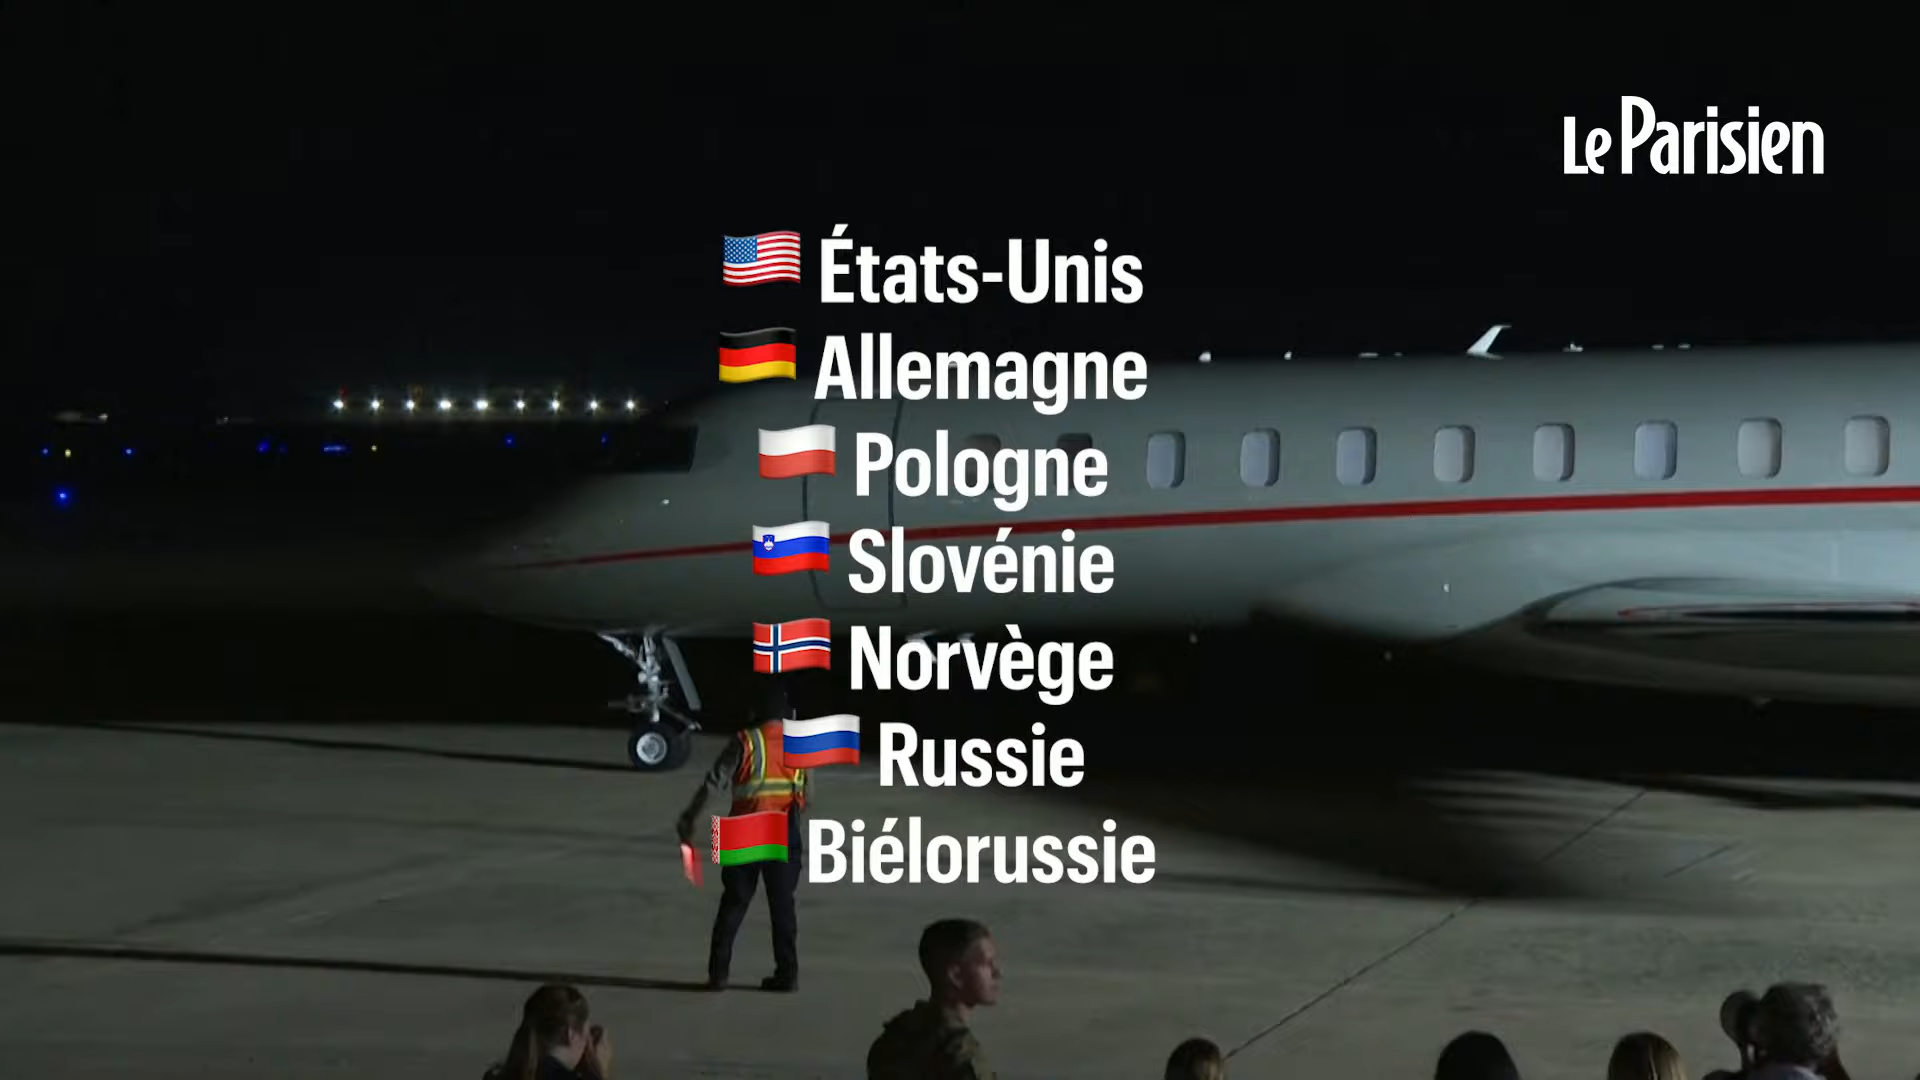 Le Parisien
États-Unis
Allemagne
Pologne
Slovénie
Norvège
Russie
Biélorussie